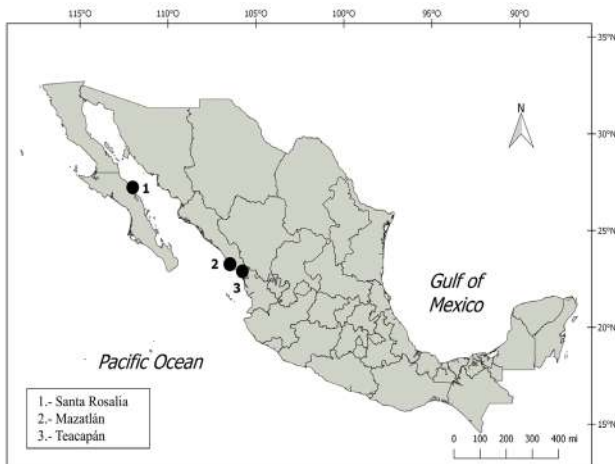 115°O 110°O 105°O 100°O 95°O 90°O
35°N
30°N
25°N
20°N
15°N
N
1
2
3
Gulf of
Mexico
Pacific Ocean
1.- Santa Rosalía
2.- Mazatlán
3.- Teacapán
0 100 200 300 400 mi